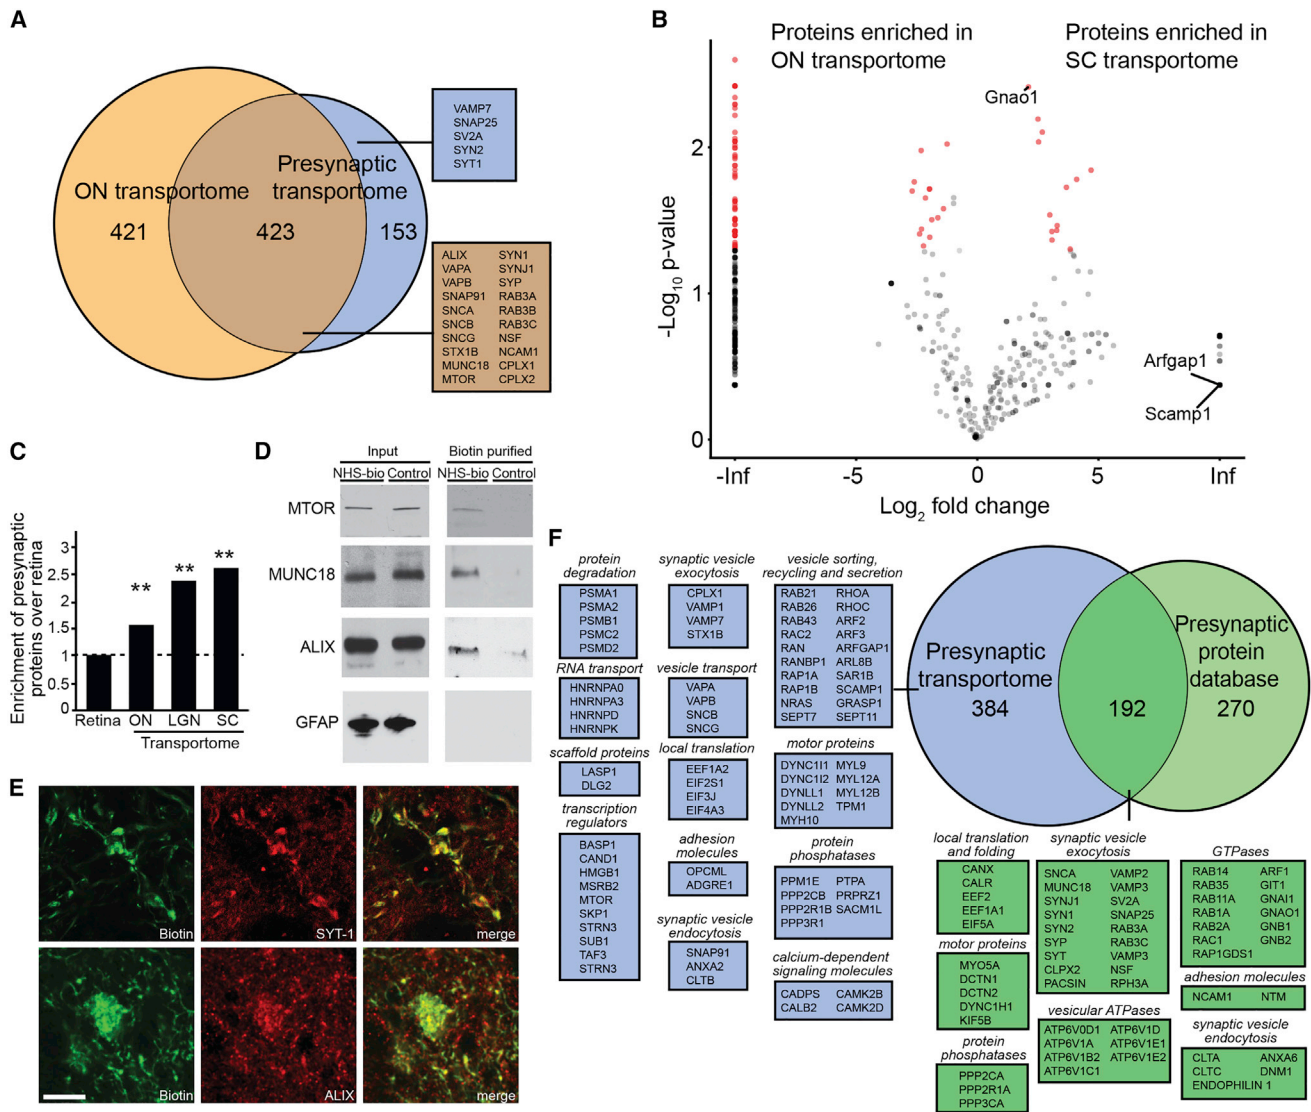 A
ON transportome
421
423
Presynaptic
transportome
153
VAMP7
SNAP25
SV2A
SYN2
SYT1
ALIX SYN1
VAPA SYNJ1
VAPB SYP
SNAP91 RAB3A
SNCA RAB3B
SNCB RAB3C
SNCG NSF
STX1B NCAM1
MUNC18 CPLX1
MTOR CPLX2
B
Proteins enriched in
ON transportome
Proteins enriched in
SC transportome
Gnao1
Arfgap1
Scamp1
-Log10 p-value
2
1
0
-Inf -5 0 5 Inf
Log2 fold change
C
Enrichment of presynaptic
proteins over retina
3
2.5
2
1.5
1
0.5
0
** ** **
Retina ON LGN SC
Transportome
D
Input Biotin purified
NHS-bio Control NHS-bio Control
MTOR
MUNC18
ALIX
GFAP
E
Biotin SYT-1 merge
Biotin ALIX merge
F
protein
degradation
PSMA1
PSMA2
PSMB1
PSMC2
PSMD2
RNA transport
HNRNPA0
HNRNPA3
HNRNPD
HNRNPK
scaffold proteins
LASP1
DLG2
transcription
regulators
BASP1
CAND1
HMGB1
MSRB2
MTOR
SKP1
STRN3
SUB1
TAF3
STRN3
synaptic vesicle
exocytosis
CPLX1
VAMP1
VAMP7
STX1B
vesicle transport
VAPA
VAPB
SNCB
SNCG
local translation
EEF1A2
EIF2S1
EIF3J
EIF4A3
adhesion
molecules
OPCML
ADGRE1
synaptic vesicle
endocytosis
SNAP91
ANXA2
CLTB
vesicle sorting,
recycling and secretion
RAB21 RHOA
RAB26 RHOC
RAB43 ARF2
RAC2 ARF3
RAN ARFGAP1
RANBP1 ARL8B
RAP1A SAR1B
RAP1B SCAMP1
NRAS GRASP1
SEPT7 SEPT11
motor proteins
DYNC1I1 MYL9
DYNC1I2 MYL12A
DYNLL1 MYL12B
DYNLL2 TPM1
MYH10
protein
phosphatases
PPM1E PTPA
PPP2CB PRPRZ1
PPP2R1B SACM1L
PPP3R1
calcium-dependent
signaling molecules
CADPS CAMK2B
CALB2 CAMK2D
Presynaptic
transportome
384
192
Presynaptic
protein
database
270
local translation
and folding
CANX
CALR
EEF2
EEF1A1
EIF5A
motor proteins
MYO5A
DCTN1
DCTN2
DYNC1H1
KIF5B
protein
phosphatases
PPP2CA
PPP2R1A
PPP3CA
synaptic vesicle
exocytosis
SNCA VAMP2
MUNC18 VAMP3
SYNJ1 SV2A
SYN1 SNAP25
SYN2 RAB3A
SYP RAB3C
SYT VAMP3
CLPX2 NSF
PACSIN RPH3A
vesicular ATPases
ATP6V0D1 ATP6V1D
ATP6V1A ATP6V1E1
ATP6V1B2 ATP6V1E2
ATP6V1C1
GTPases
RAB14 ARF1
RAB35 GIT1
RAB11A GNAI1
RAB1A GNAO1
RAB2A GNB1
RAC1 GNB2
RAP1GDS1
adhesion molecules
NCAM1 NTM
synaptic vesicle
endocytosis
CLTA ANXA6
CLTC DNM1
ENDOPHILIN 1